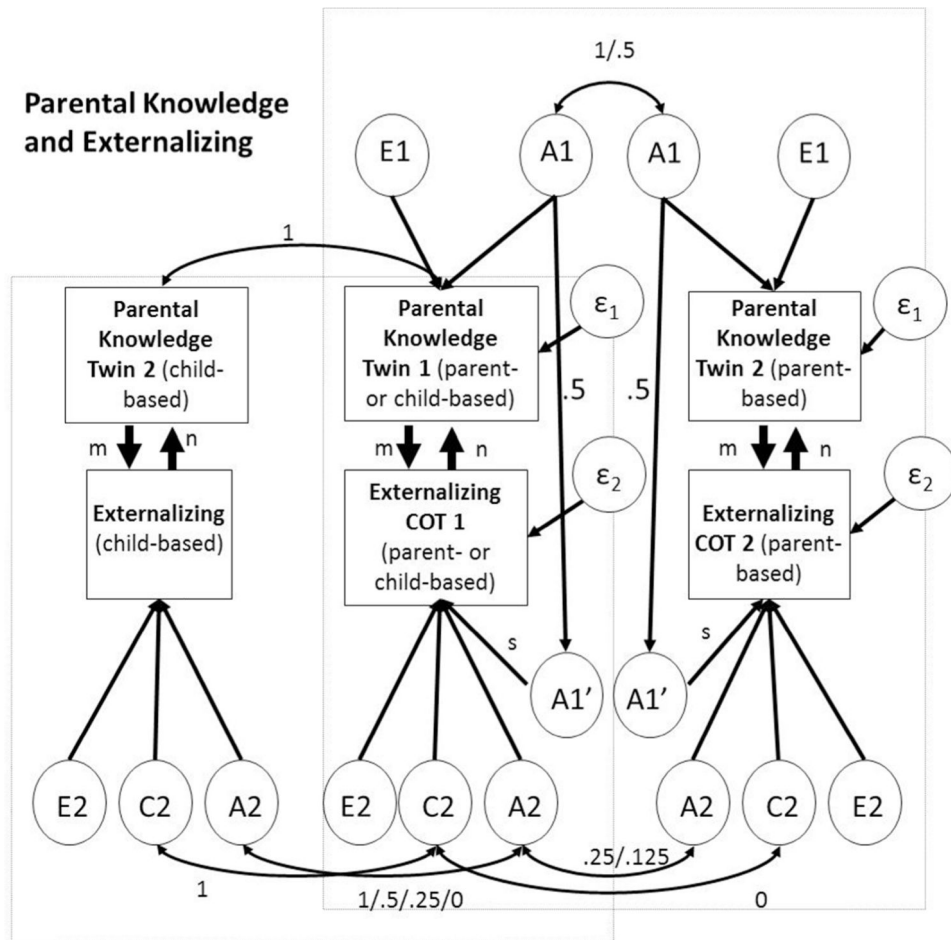 1/.5
Parental Knowledge
and Externalizing
E1
A1
A1
E1
1
Parental
Knowledge
Twin 2 (child-
based)
Parental
Knowledge
Twin 1 (parent-
or child-based)
ε1
Parental
Knowledge
Twin 2 (parent-
based)
ε1
.5
.5
m
n
m
n
m
n
Externalizing
(child-based)
Externalizing
COT 1
(parent- or
child-based)
ε2
Externalizing
COT 2 (parent-
based)
ε2
s
s
A1’
A1’
E2
C2
A2
E2
C2
A2
A2
C2
E2
.25/.125
1
1/.5/.25/0
0